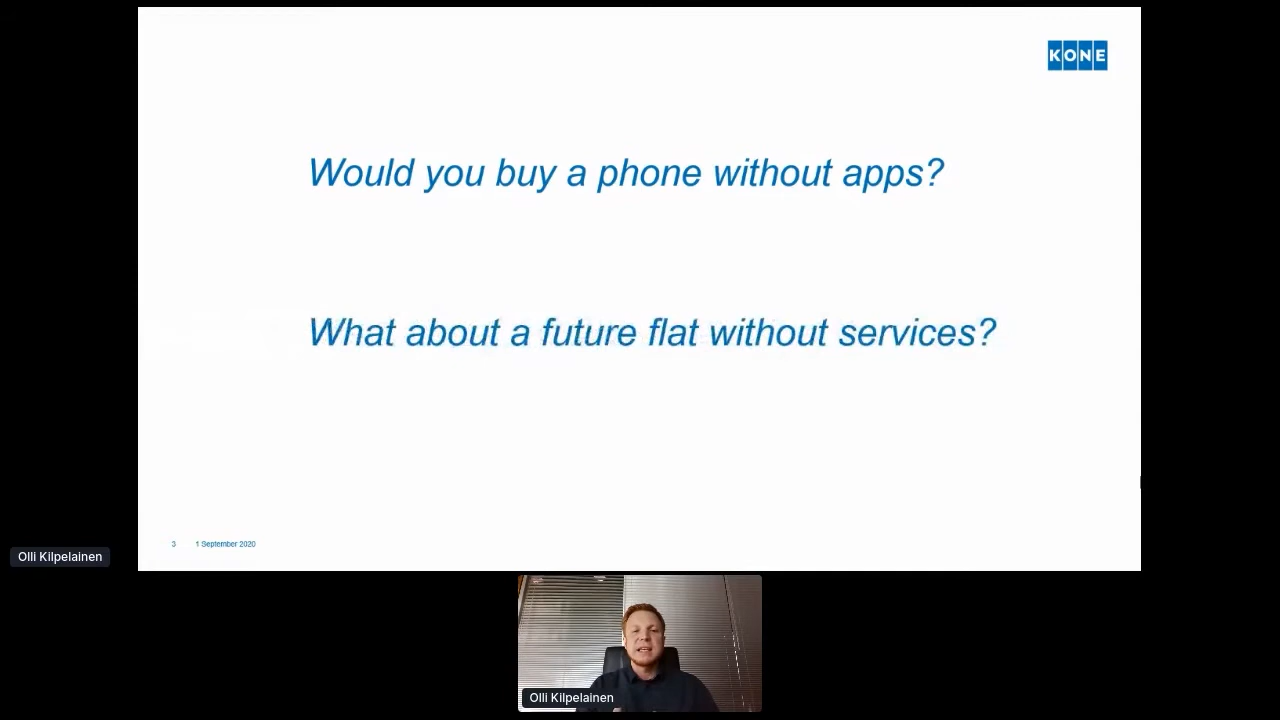 KONE
Would you buy a phone without apps?
What about a future flat without services?
3 1 September 2020
Olli Kilpelainen
Olli Kilpelainen